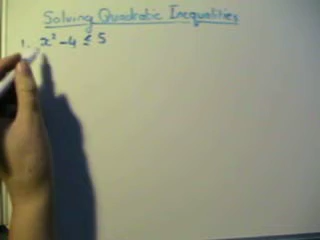 Solving Quadratic Inequalities
1. x² - 4 ≤ 5